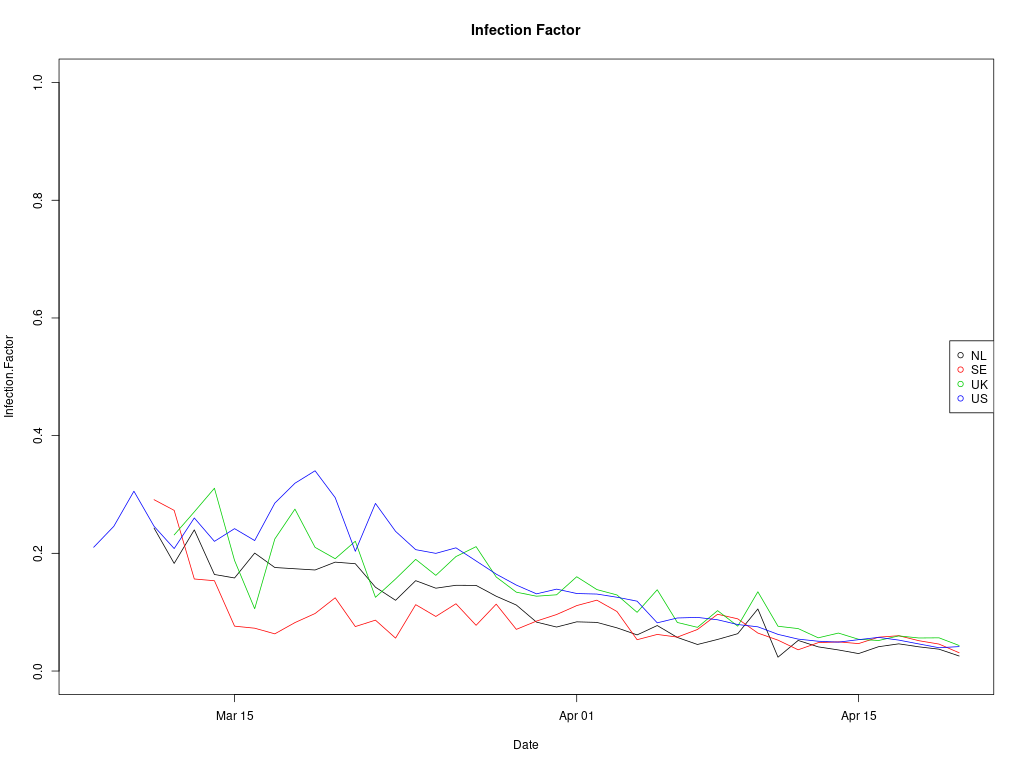 Infection Factor
1.0
0.8
0.6
0.4
0.2
0.0
Infection.Factor
NL
SE
UK
US
Mar 15
Apr 01
Apr 15
Date